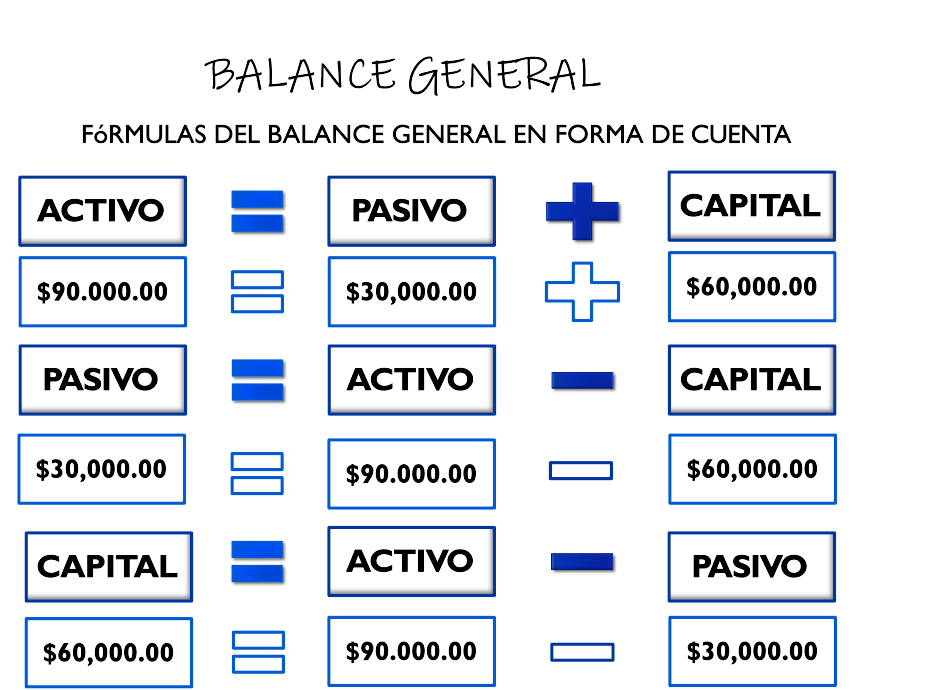 BALANCE GENERAL
FóRMULAS DEL BALANCE GENERAL EN FORMA DE CUENTA
ACTIVO = PASIVO + CAPITAL
$90.000.00 = $30,000.00 + $60,000.00
PASIVO = ACTIVO - CAPITAL
$30,000.00 = $90.000.00 - $60,000.00
CAPITAL = ACTIVO - PASIVO
$60,000.00 = $90.000.00 - $30,000.00